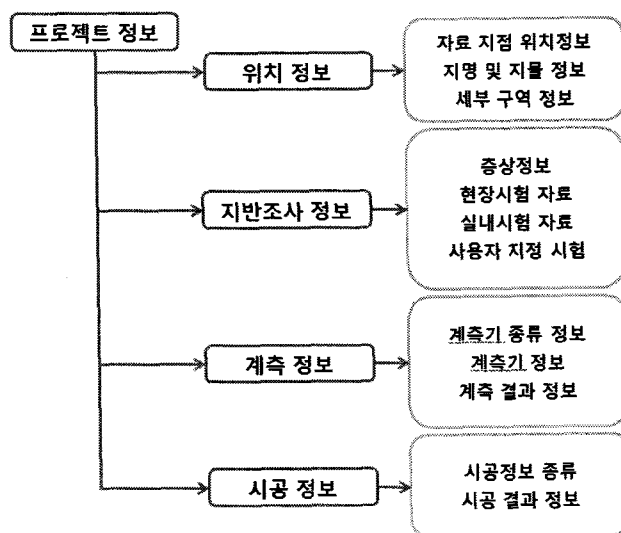 프로젝트 정보
위치 정보
자료 지점 위치정보
지명 및 지물 정보
세부 구역 정보
지반조사 정보
층상정보
현장시험 자료
실내시험 자료
사용자 지정 시험
계측 정보
계측기 종류 정보
계측기 정보
계측 결과 정보
시공 정보
시공정보 종류
시공 결과 정보